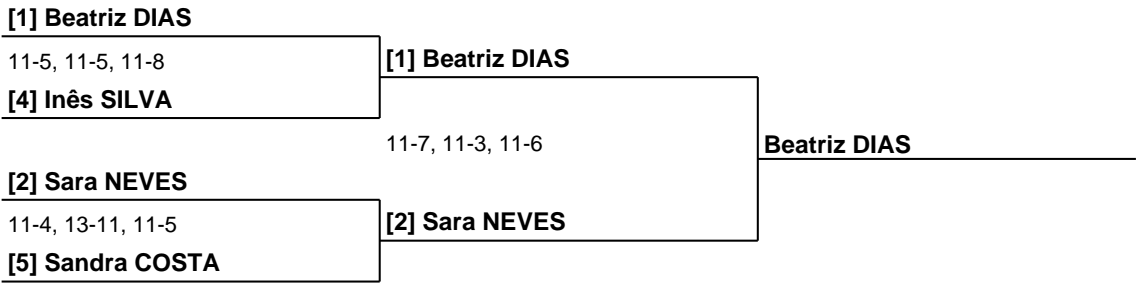 [1] Beatriz DIAS
11-5, 11-5, 11-8
[1] Beatriz DIAS
[4] Inês SILVA
11-7, 11-3, 11-6
Beatriz DIAS
[2] Sara NEVES
11-4, 13-11, 11-5
[2] Sara NEVES
[5] Sandra COSTA